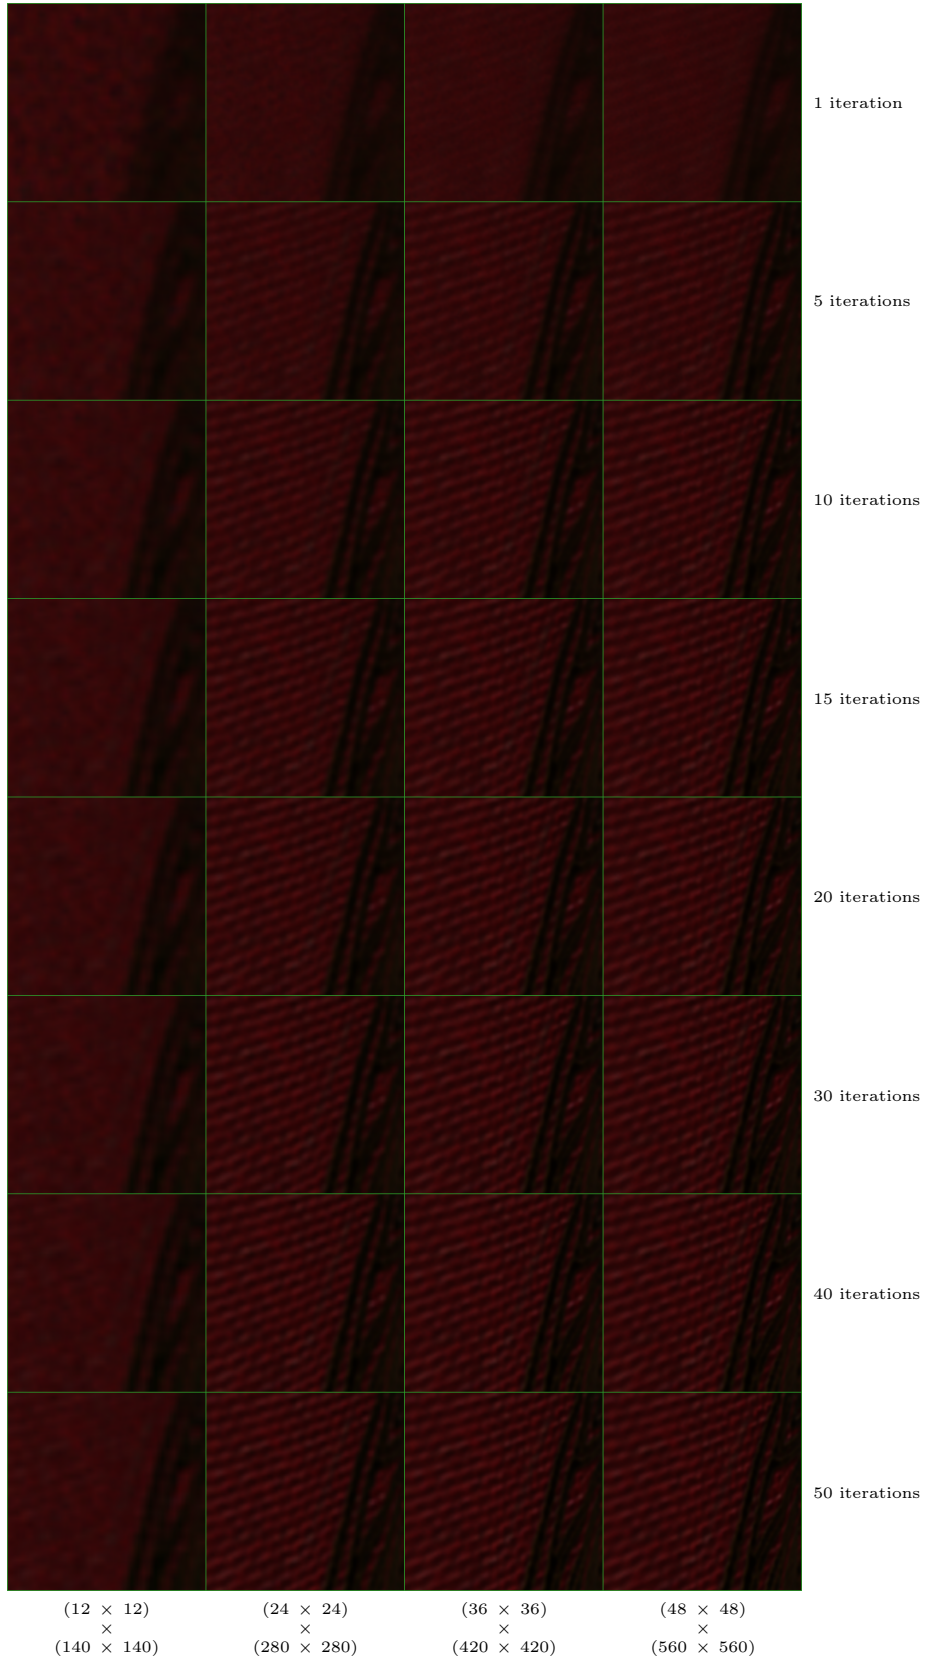 1 iteration
5 iterations
10 iterations
15 iterations
20 iterations
30 iterations
40 iterations
50 iterations
(12 × 12)
×
(140 × 140)
(24 × 24)
×
(280 × 280)
(36 × 36)
×
(420 × 420)
(48 × 48)
×
(560 × 560)